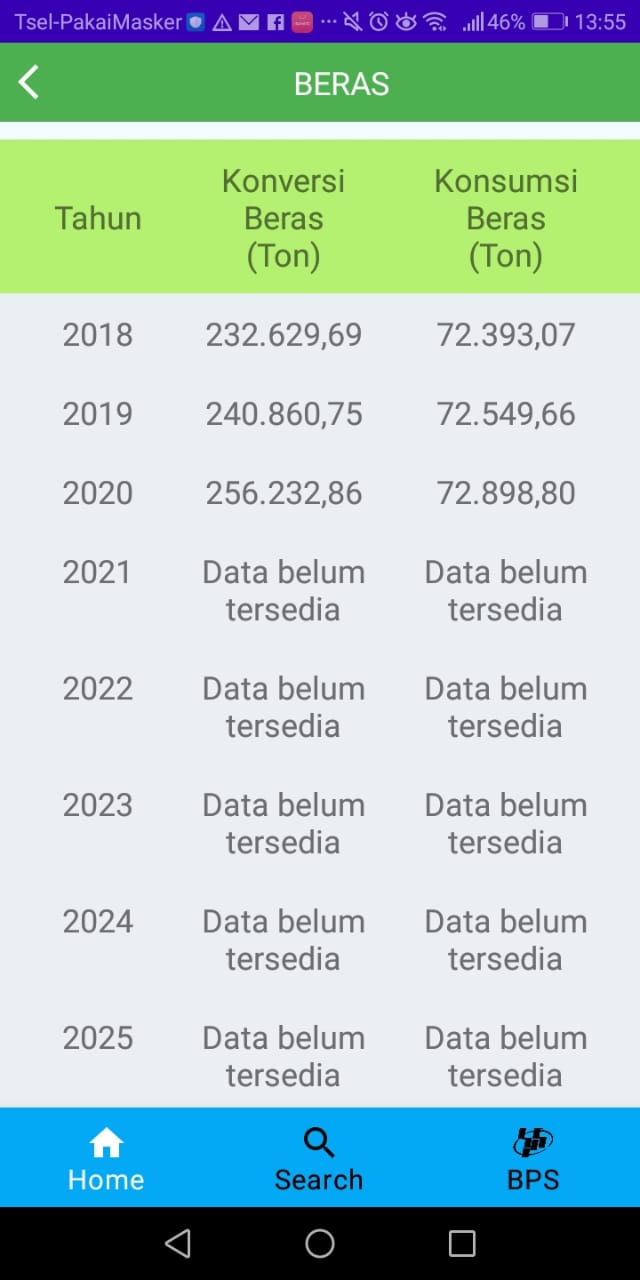 Tsel-PakaiMasker 46% 13:55
BERAS
Tahun
Konversi
Beras
(Ton)
Konsumsi
Beras
(Ton)
2018 232.629,69 72.393,07
2019 240.860,75 72.549,66
2020 256.232,86 72.898,80
2021 Data belum Data belum
tersedia tersedia
2022 Data belum Data belum
tersedia tersedia
2023 Data belum Data belum
tersedia tersedia
2024 Data belum Data belum
tersedia tersedia
2025 Data belum Data belum
tersedia tersedia
Home Search BPS